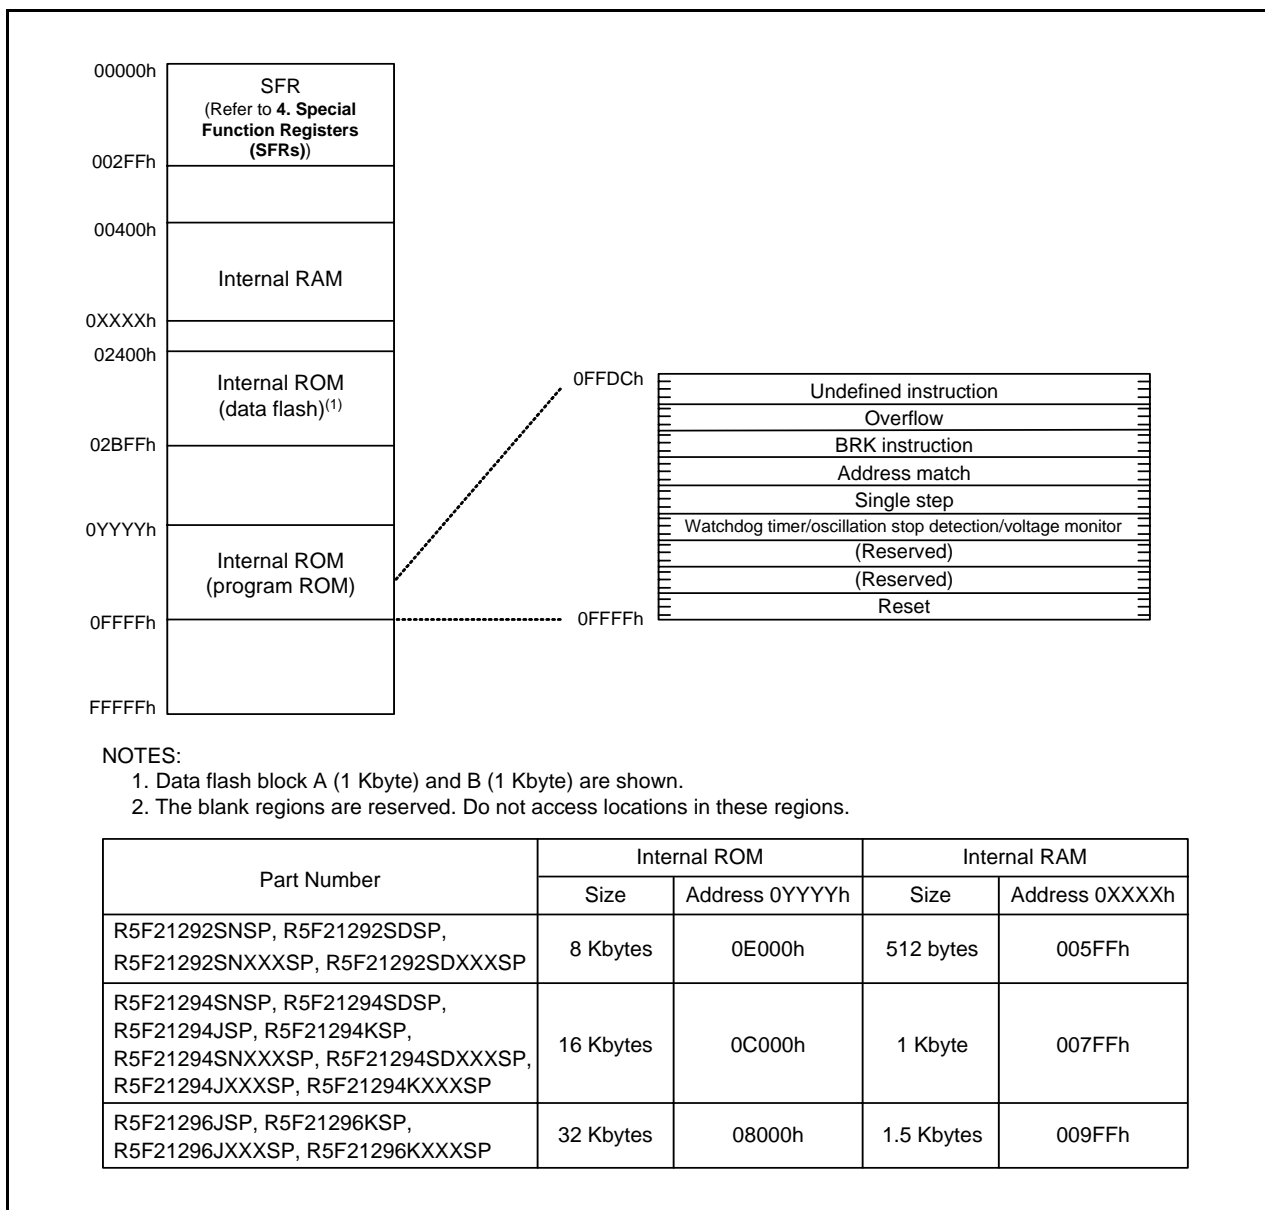 00000h
SFR
(Refer to 4. Special
Function Registers
(SFRs))
002FFh
00400h
Internal RAM
0XXXXh
02400h
Internal ROM
(data flash)(1)
02BFFh
0YYYYh
Internal ROM
(program ROM)
0FFFFh
FFFFFh
0FFDCh
Undefined instruction
Overflow
BRK instruction
Address match
Single step
Watchdog timer/oscillation stop detection/voltage monitor
(Reserved)
(Reserved)
Reset
0FFFFh
NOTES:
1. Data flash block A (1 Kbyte) and B (1 Kbyte) are shown.
2. The blank regions are reserved. Do not access locations in these regions.
Part Number
Internal ROM
Internal RAM
Size
Address 0YYYYh
Size
Address 0XXXXh
R5F21292SNSP, R5F21292SDSP,
R5F21292SNXXXSP, R5F21292SDXXXSP
8 Kbytes
0E000h
512 bytes
005FFh
R5F21294SNSP, R5F21294SDSP,
R5F21294JSP, R5F21294KSP,
R5F21294SNXXXSP, R5F21294SDXXXSP,
R5F21294JXXXSP, R5F21294KXXXSP
16 Kbytes
0C000h
1 Kbyte
007FFh
R5F21296JSP, R5F21296KSP,
R5F21296JXXXSP, R5F21296KXXXSP
32 Kbytes
08000h
1.5 Kbytes
009FFh